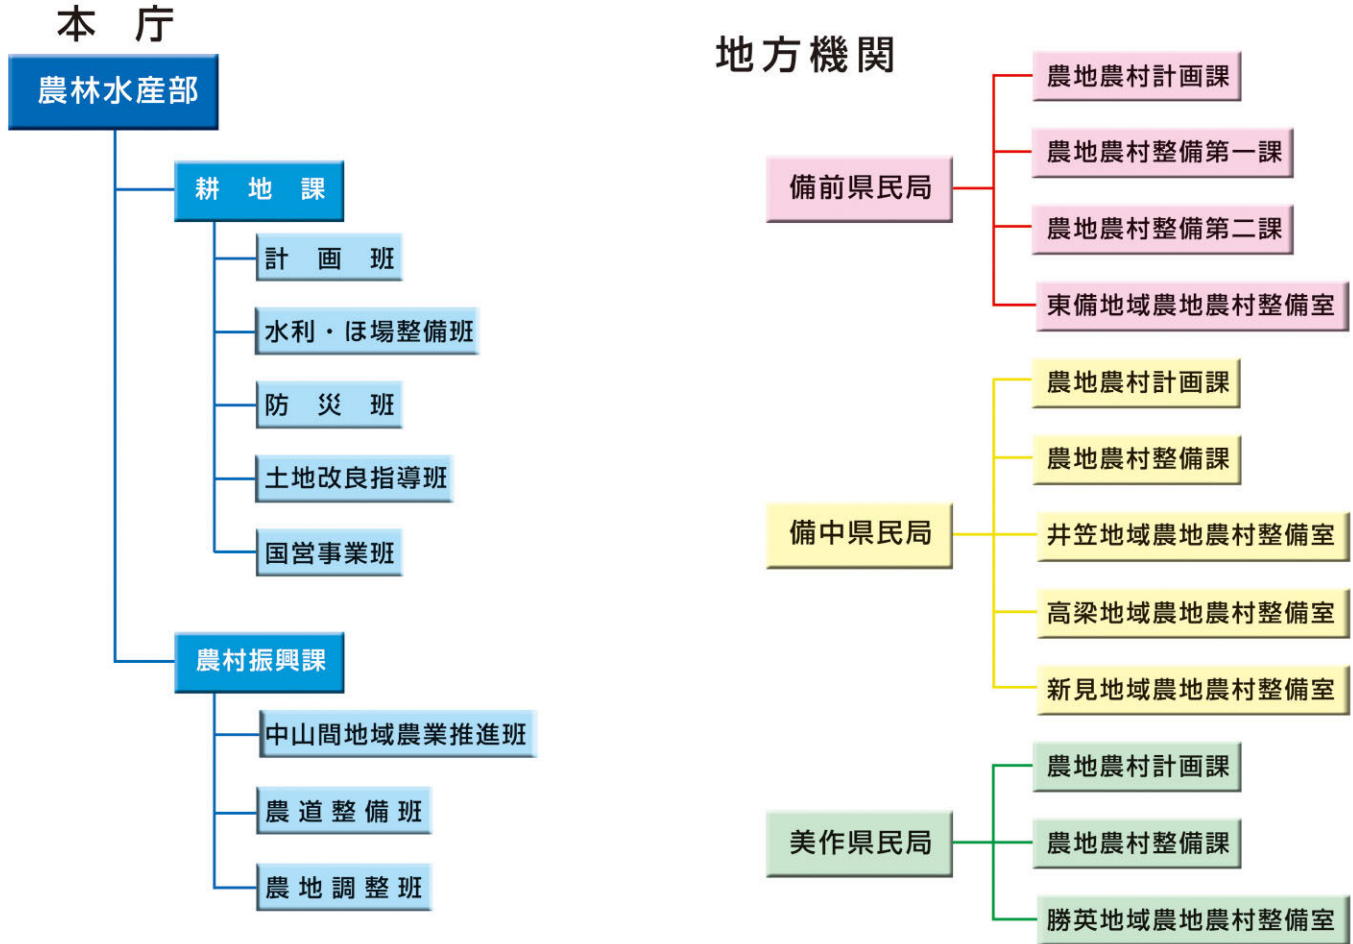 本 庁
農林水産部
耕 地 課
計 画 班
水利・ほ場整備班
防 災 班
土地改良指導班
国営事業班
農村振興課
中山間地域農業推進班
農道整備班
農地調整班
地方機関
備前県民局
農地農村計画課
農地農村整備第一課
農地農村整備第二課
東備地域農地農村整備室
備中県民局
農地農村計画課
農地農村整備課
井笠地域農地農村整備室
高梁地域農地農村整備室
新見地域農地農村整備室
美作県民局
農地農村計画課
農地農村整備課
勝英地域農地農村整備室